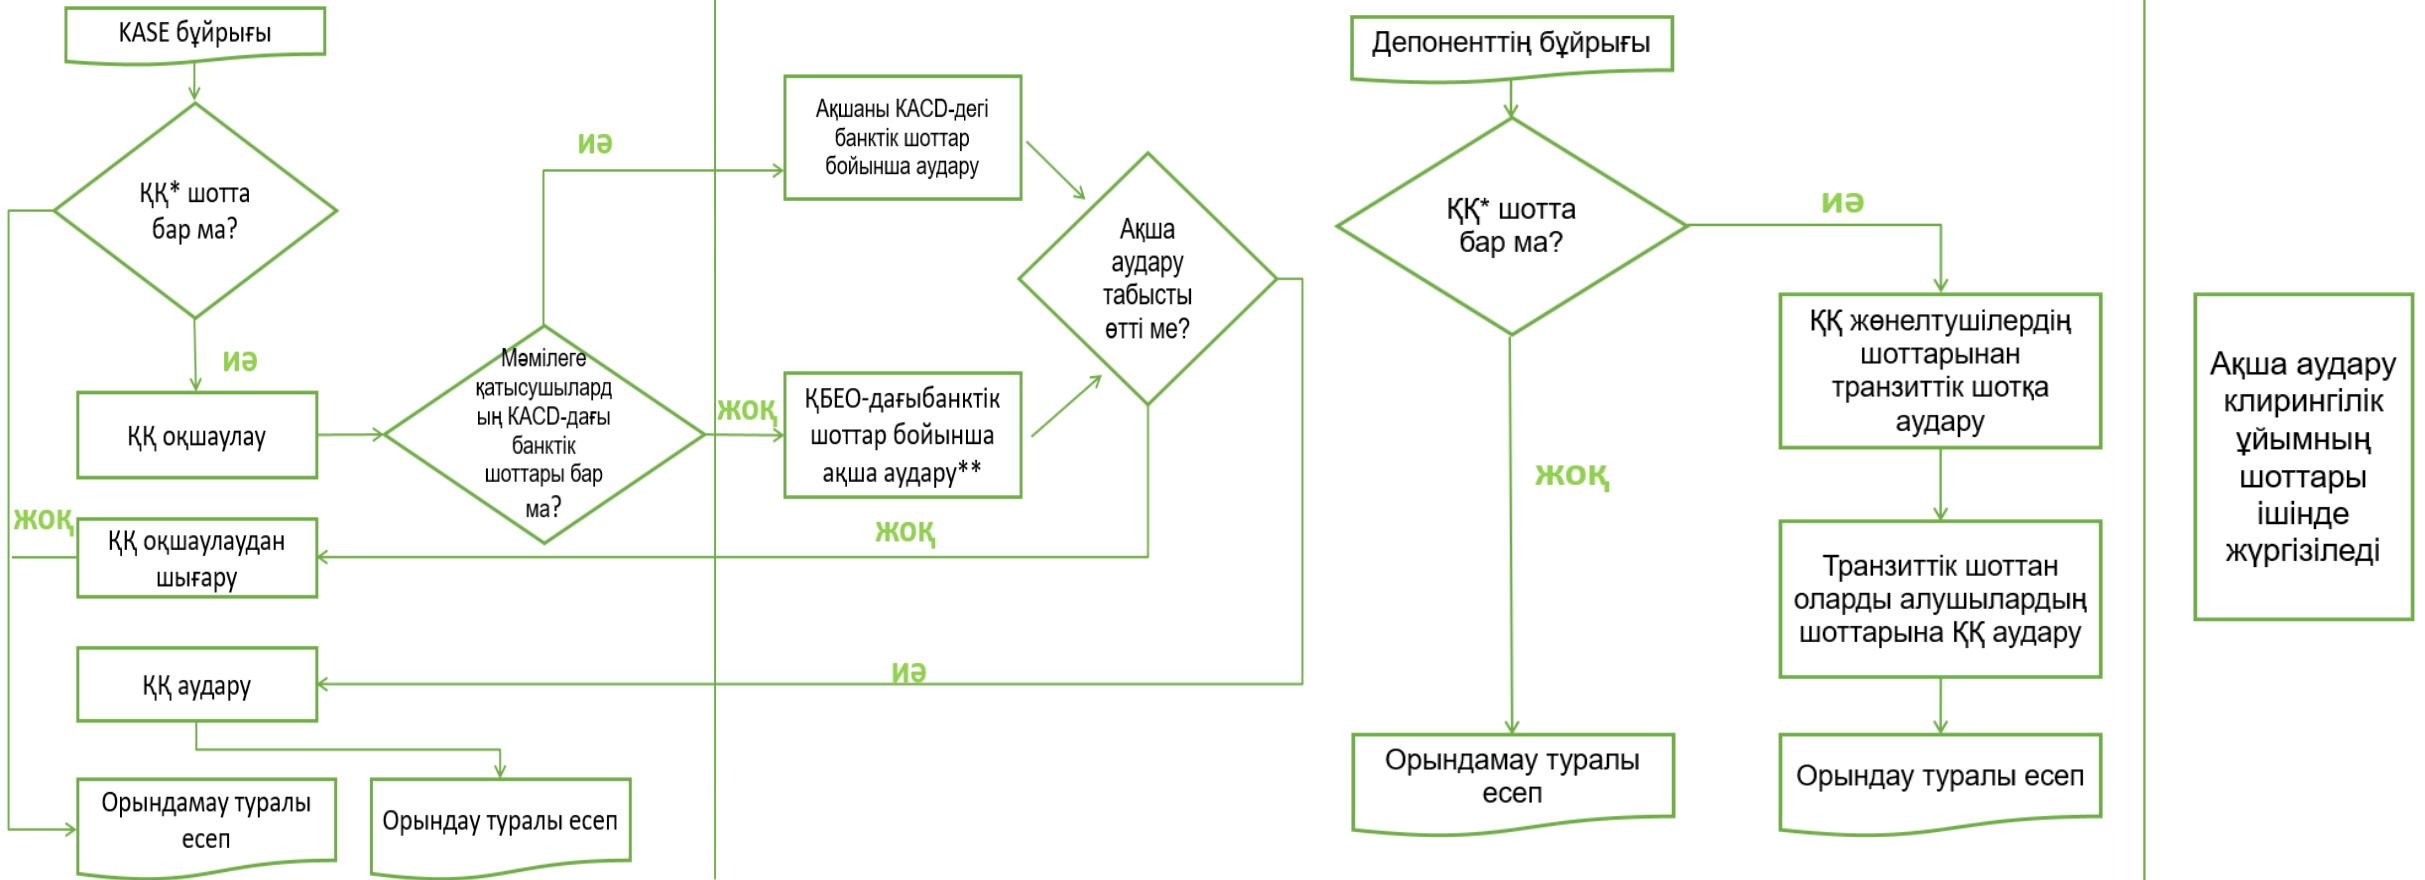 KASE бұйрығы
ҚҚ* шотта
бар ма?
иә
ҚҚ оқшаулау
жоқ
ҚҚ оқшаулаудан
шығару
ҚҚ аудару
Орындамау туралы
есеп
Орындау туралы есеп
Мәмілеге
қатысушылард
ың KACD-дағы
банктік
шоттары бар
ма?
иә
жоқ
Ақшаны KACD-дегі
банктік шоттар
бойынша аудару
ҚБЕО-дағыбанктік
шоттар бойынша
ақша аудару**
Ақша
аудару
табысты
өтті ме?
жоқ
иә
Депоненттің бұйрығы
ҚҚ* шотта
бар ма?
иә
жоқ
ҚҚ жөнелтушілердің
шоттарынан
транзиттік шотқа
аудару
Транзиттік шоттан
оларды алушылардың
шоттарына ҚҚ аудару
Орындамау туралы
есеп
Орындау туралы есеп
Ақша аудару
клирингілік
ұйымның
шоттары
ішінде
жүргізіледі